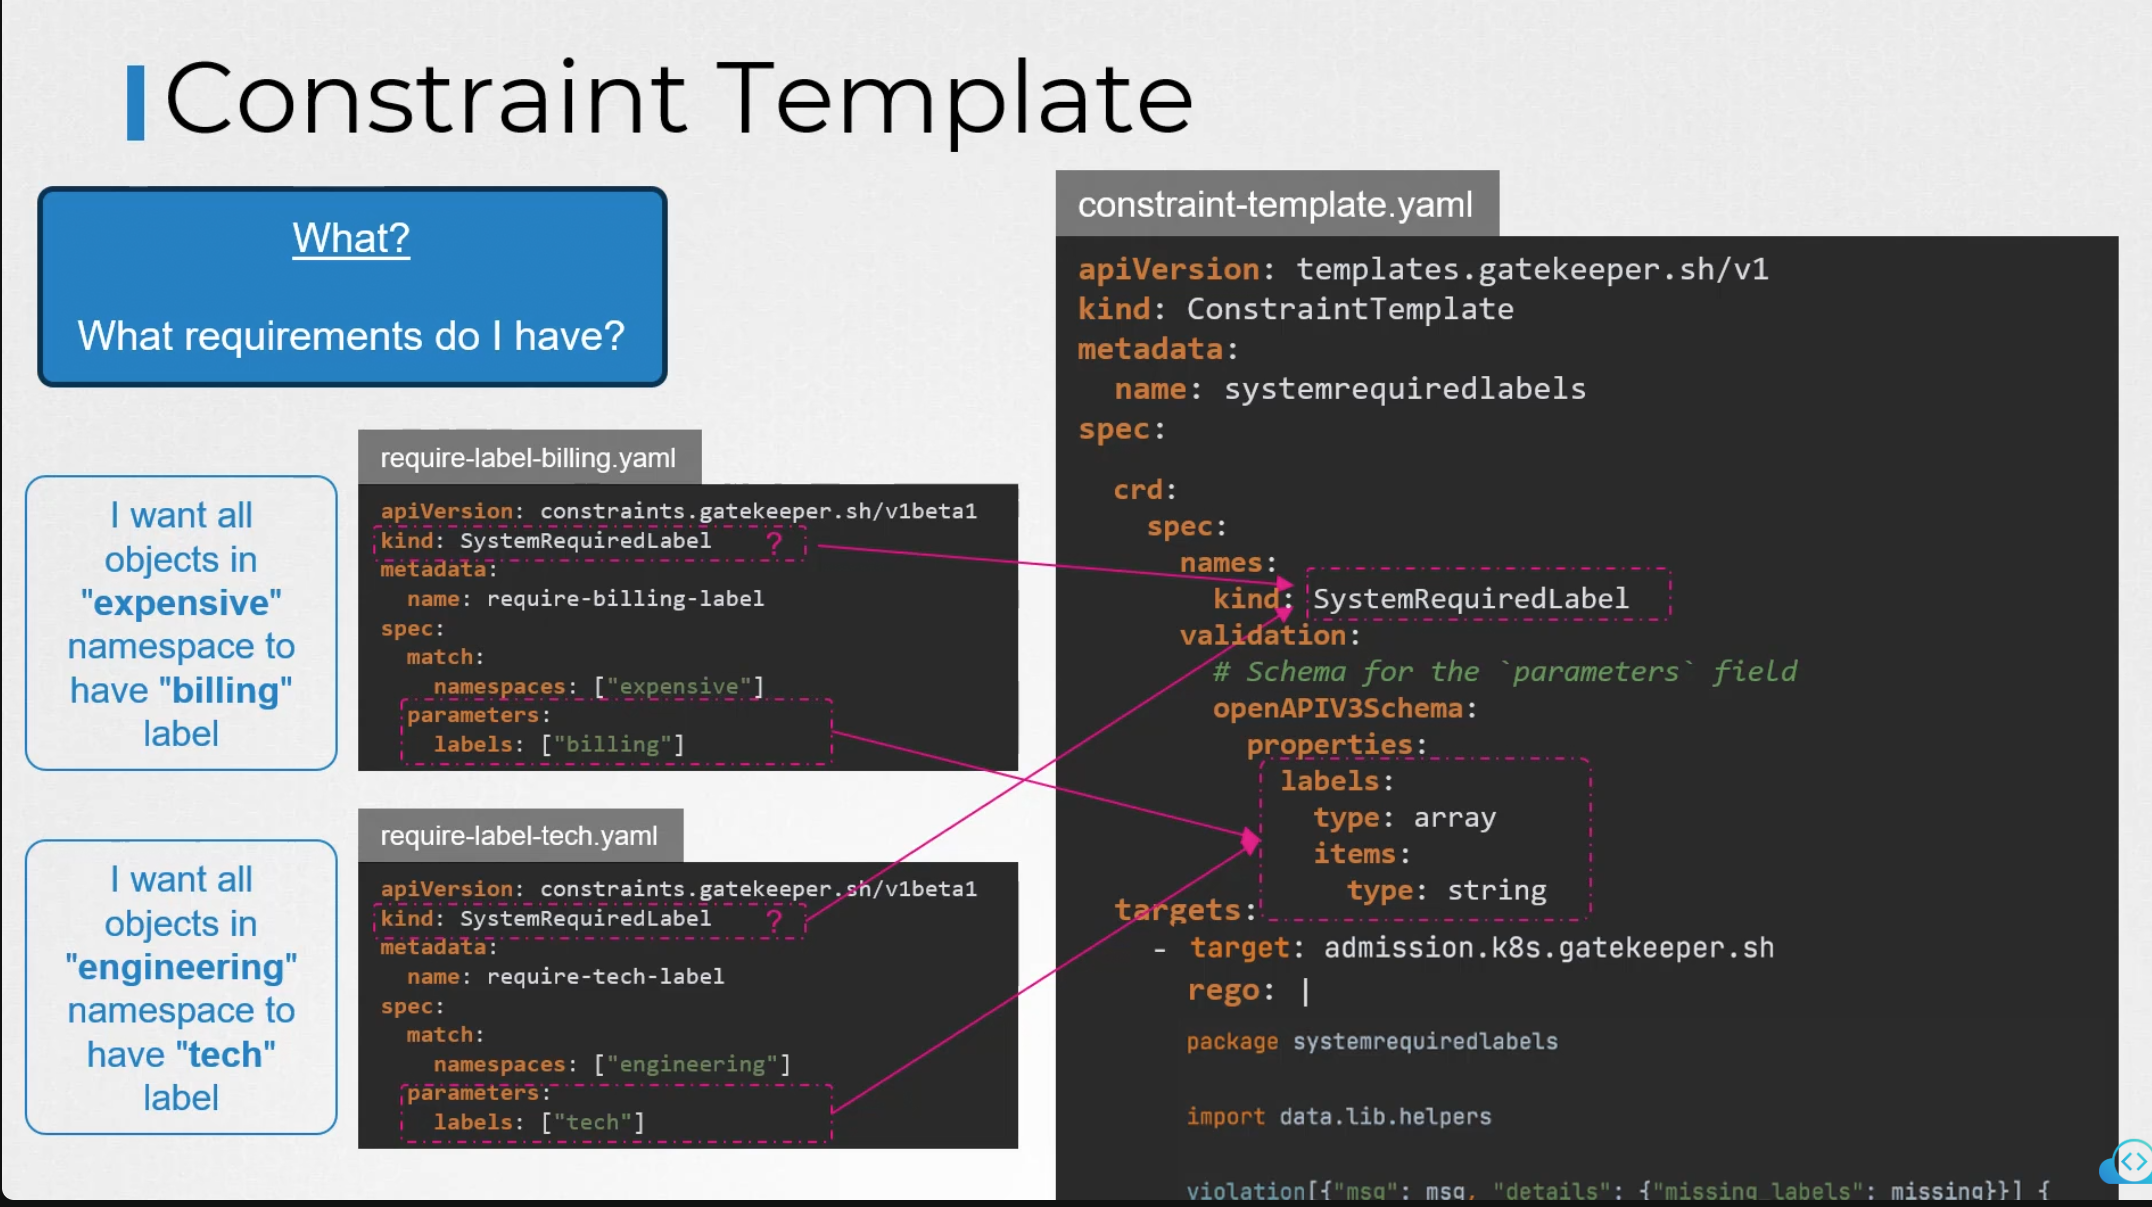 Constraint Template
What?
What requirements do I have?
I want all
objects in
"expensive"
namespace to
have "billing"
label
require-label-billing.yaml
apiVersion: constraints.gatekeeper.sh/v1beta1
kind: SystemRequiredLabel ?
metadata:
name: require-billing-label
spec:
match:
namespaces: ["expensive"]
parameters:
labels: ["billing"]
I want all
objects in
"engineering"
namespace to
have "tech"
label
require-label-tech.yaml
apiVersion: constraints.gatekeeper.sh/v1beta1
kind: SystemRequiredLabel ?
metadata:
name: require-tech-label
spec:
match:
namespaces: ["engineering"]
parameters:
labels: ["tech"]
constraint-template.yaml
apiVersion: templates.gatekeeper.sh/v1
kind: ConstraintTemplate
metadata:
name: systemrequiredlabels
spec:
crd:
spec:
names:
kind: SystemRequiredLabel
validation:
# Schema for the `parameters` field
openAPIV3Schema:
properties:
labels:
type: array
items:
type: string
targets:
- target: admission.k8s.gatekeeper.sh
rego: |
package systemrequiredlabels
import data.lib.helpers
violation[{"msg": msg, "details": {"missing_labels": missing}}] {